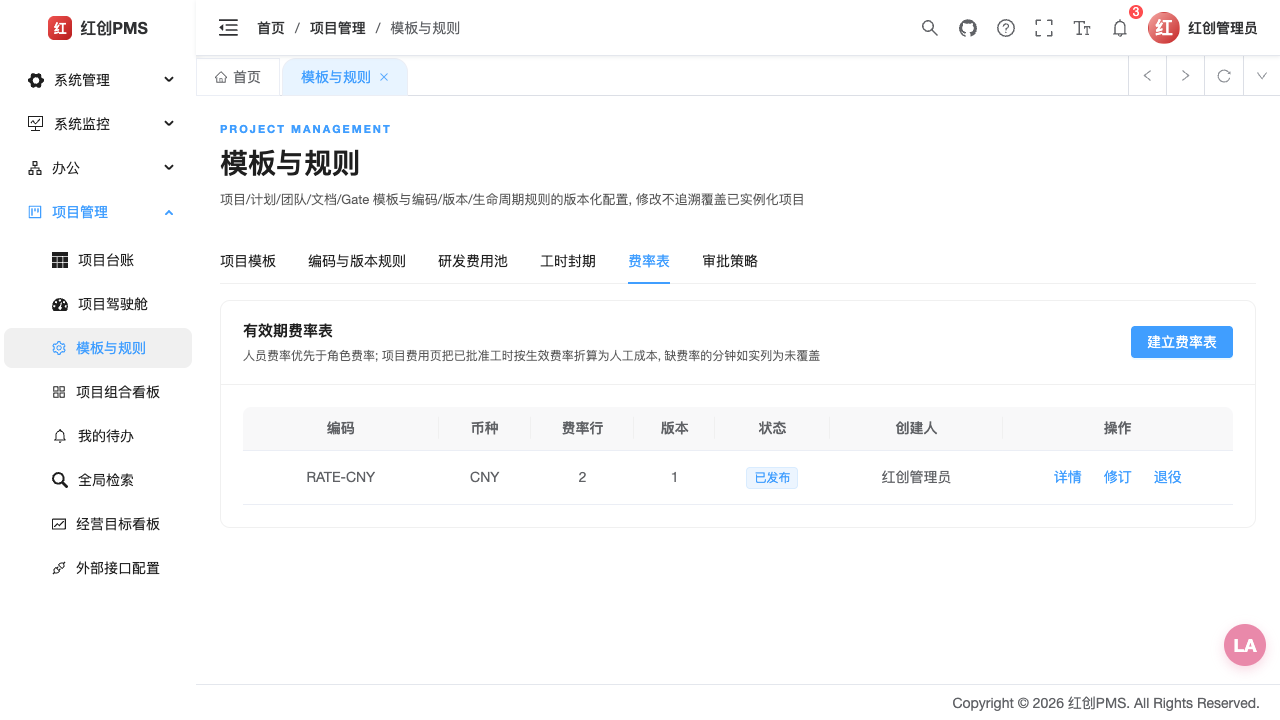 红 红创PMS
首页 / 项目管理 / 模板与规则
3
红 红创管理员
系统管理
系统监控
办公
项目管理
项目台账
项目驾驶舱
模板与规则
项目组合看板
我的待办
全局检索
经营目标看板
外部接口配置
首页
模板与规则
PROJECT MANAGEMENT
模板与规则
项目/计划/团队/文档/Gate 模板与编码/版本/生命周期规则的版本化配置, 修改不追溯覆盖已实例化项目
项目模板 编码与版本规则 研发费用池 工时封期 费率表 审批策略
有效期费率表
人员费率优先于角色费率; 项目费用页把已批准工时按生效费率折算为人工成本, 缺费率的分钟如实列为未覆盖
建立费率表
编码 币种 费率行 版本 状态 创建人 操作
RATE-CNY CNY 2 1 已发布 红创管理员 详情 修订 退役
LA
Copyright © 2026 红创PMS. All Rights Reserved.